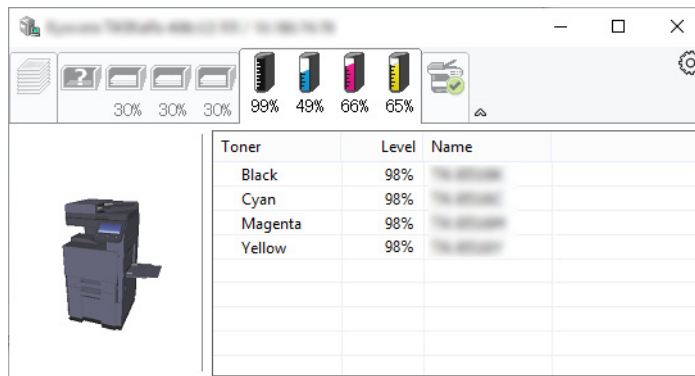 ?
30% 30% 30% 99% 49% 66% 65%
Toner Level Name
Black 98%
Cyan 98%
Magenta 98%
Yellow 98%